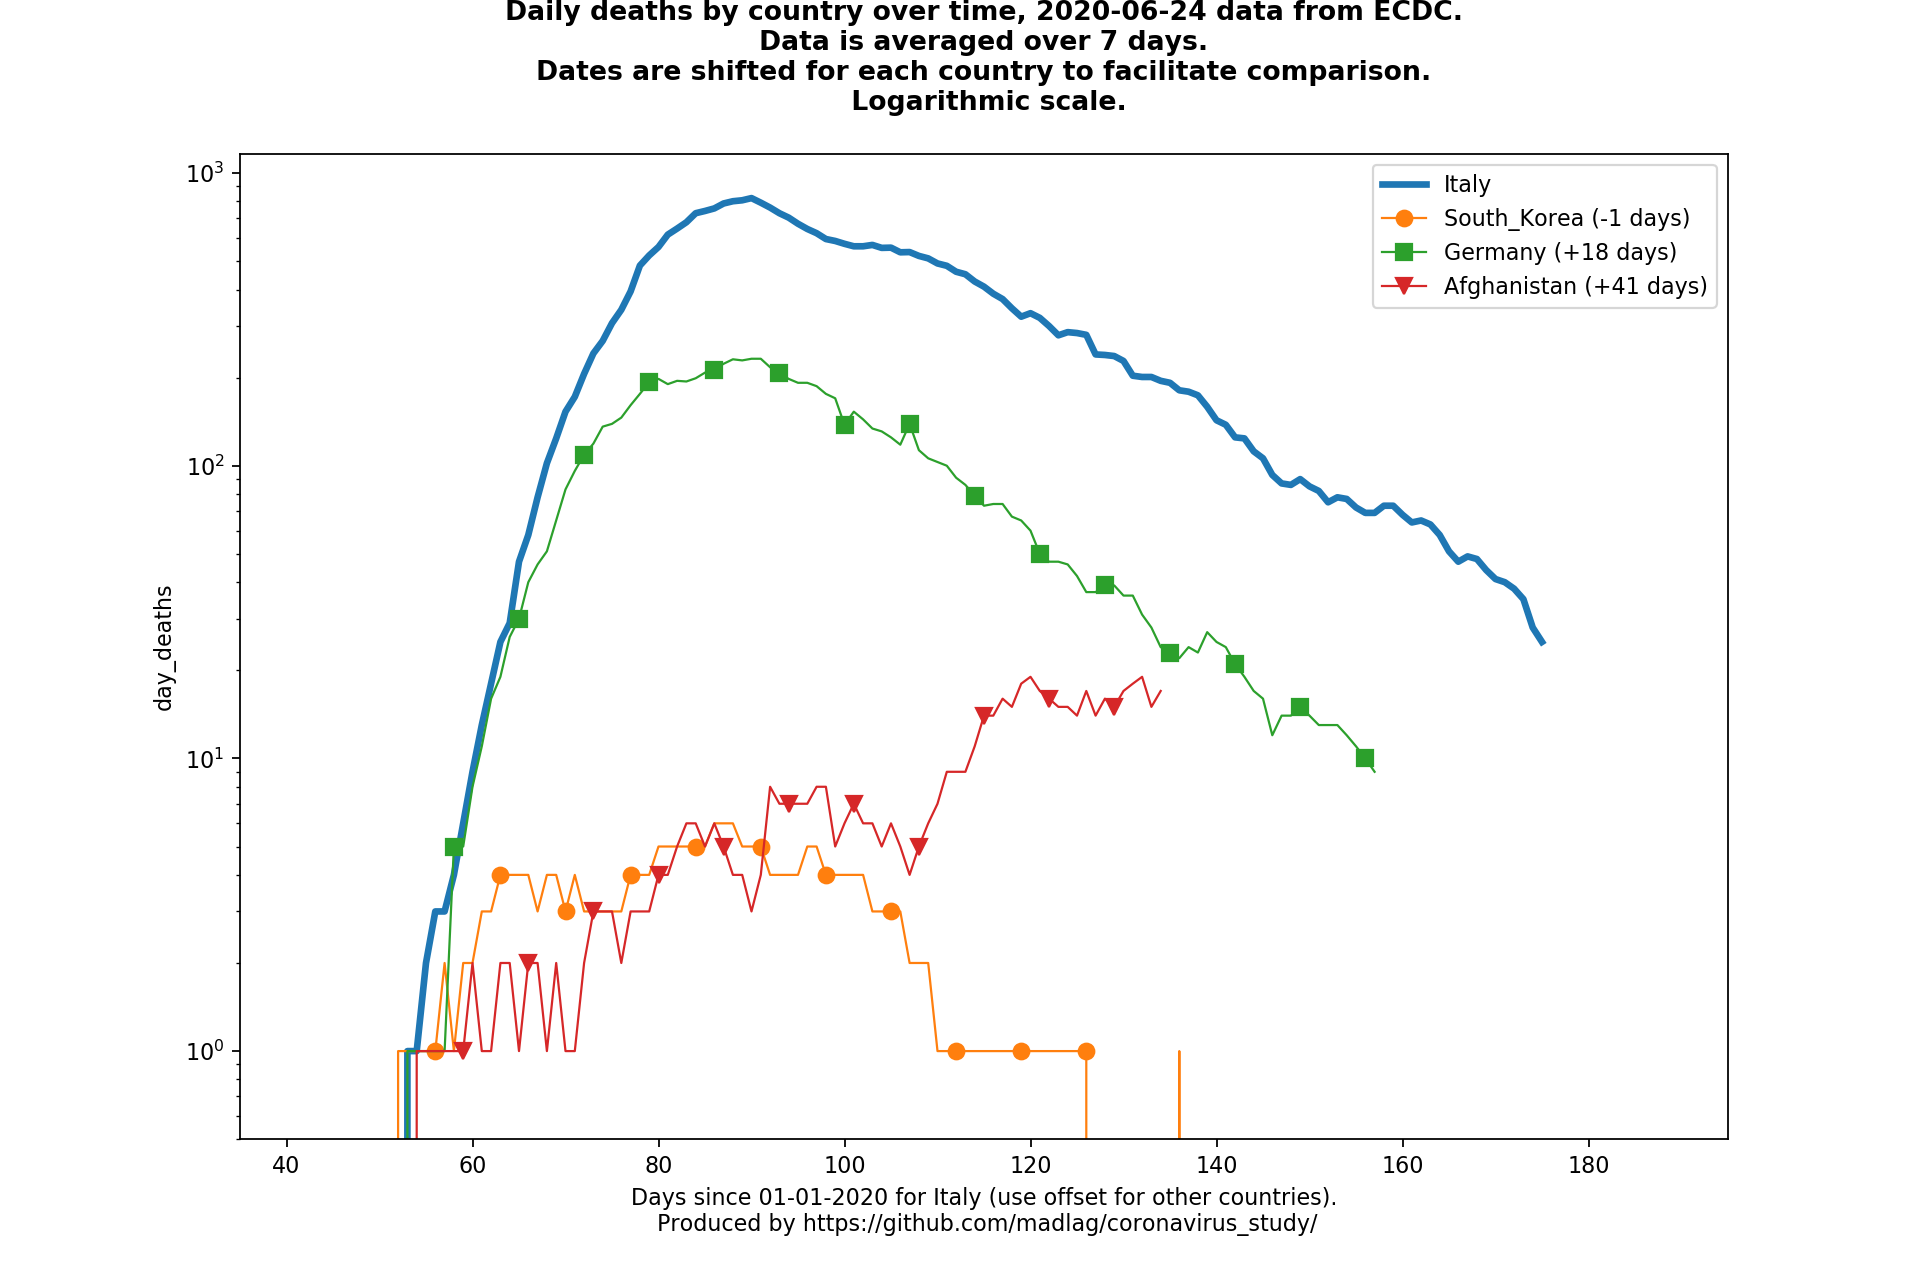 Daily deaths by country over time, 2020-06-24 data from ECDC.
Data is averaged over 7 days.
Dates are shifted for each country to facilitate comparison.
Logarithmic scale.
10³
10²
10¹
10⁰
day_deaths
Italy
South_Korea (-1 days)
Germany (+18 days)
Afghanistan (+41 days)
40 60 80 100 120 140 160 180
Days since 01-01-2020 for Italy (use offset for other countries).
Produced by https://github.com/madlag/coronavirus_study/